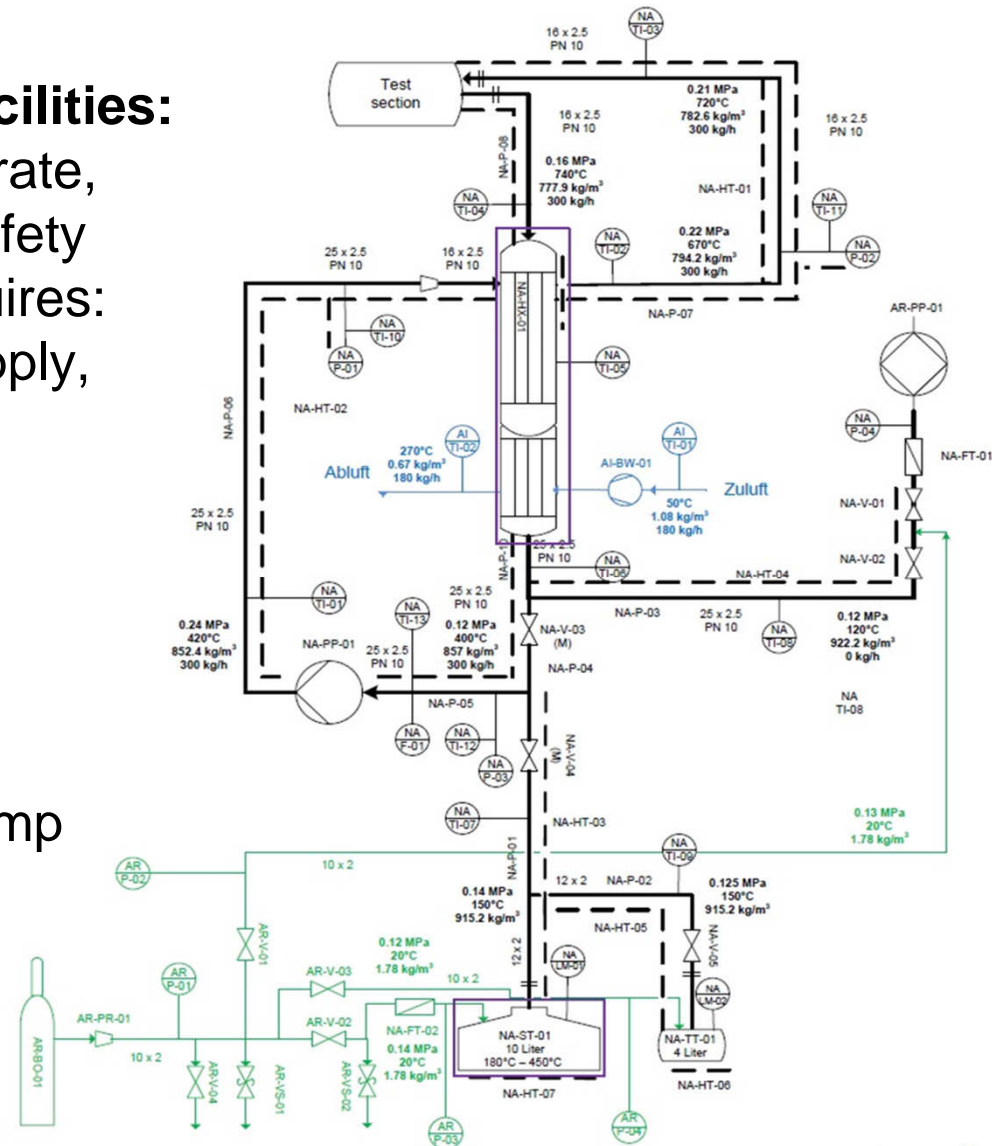 cilities:
rate,
fety
uires:
pply,
mp
NA
TI-03
16 x 2.5
PN 10
Test
section
0.21 MPa
720°C
782.6 kg/m³
300 kg/h
16 x 2.5
PN 10
16 x 2.5
PN 10
NA-P-08
0.16 MPa
740°C
777.9 kg/m³
300 kg/h
NA-HT-01
NA
TI-04
NA
TI-11
NA
TI-02
0.22 MPa
670°C
794.2 kg/m³
300 kg/h
NA
P-02
25 x 2.5
PN 10
16 x 2.5
PN 10
NA-HX-01
NA-P-07
AR-PP-01
NA
TI-10
NA
P-01
NA
TI-05
NA-P-06
NA-HT-02
NA
P-04
NA-FT-01
AI
TI-02
AI
TI-01
270°C
0.67 kg/m³
180 kg/h
Abluft
AI-BW-01
Zuluft
50°C
1.08 kg/m³
180 kg/h
NA-V-01
25 x 2.5
PN 10
NA-V-02
NA-P-10
25 x 2.5
PN 10
NA
TI-06
NA-HT-04
NA
TI-01
NA
TI-13
25 x 2.5
PN 10
NA-P-03
25 x 2.5
PN 10
NA
TI-08
0.12 MPa
120°C
922.2 kg/m³
0 kg/h
0.24 MPa
420°C
852.4 kg/m³
300 kg/h
NA-PP-01
25 x 2.5
PN 10
0.12 MPa
400°C
857 kg/m³
300 kg/h
NA-V-03
(M)
NA-P-04
NA-P-05
NA
TI-08
NA
F-01
NA
TI-12
NA
P-03
NA-V-04
(M)
NA
TI-07
NA-HT-03
0.13 MPa
20°C
1.78 kg/m³
NA
TI-09
AR
P-02
10 x 2
NA-P-01
12 x 2
NA-P-02
0.14 MPa
150°C
915.2 kg/m³
0.125 MPa
150°C
915.2 kg/m³
NA-HT-05
NA-V-05
AR-V-01
0.12 MPa
20°C
1.78 kg/m³
12 x 2
NA
LM-01
AR
P-01
AR-V-03
10 x 2
NA
LM-02
AR-PR-01
AR-V-02
NA-FT-02
NA-ST-01
10 Liter
180°C – 450°C
NA-TT-01
4 Liter
AR-BO-01
10 x 2
0.14 MPa
20°C
1.78 kg/m³
AR-V-04
AR-VS-01
AR-VS-02
NA-HT-07
NA-HT-06
AR
P-03
AR
P-04